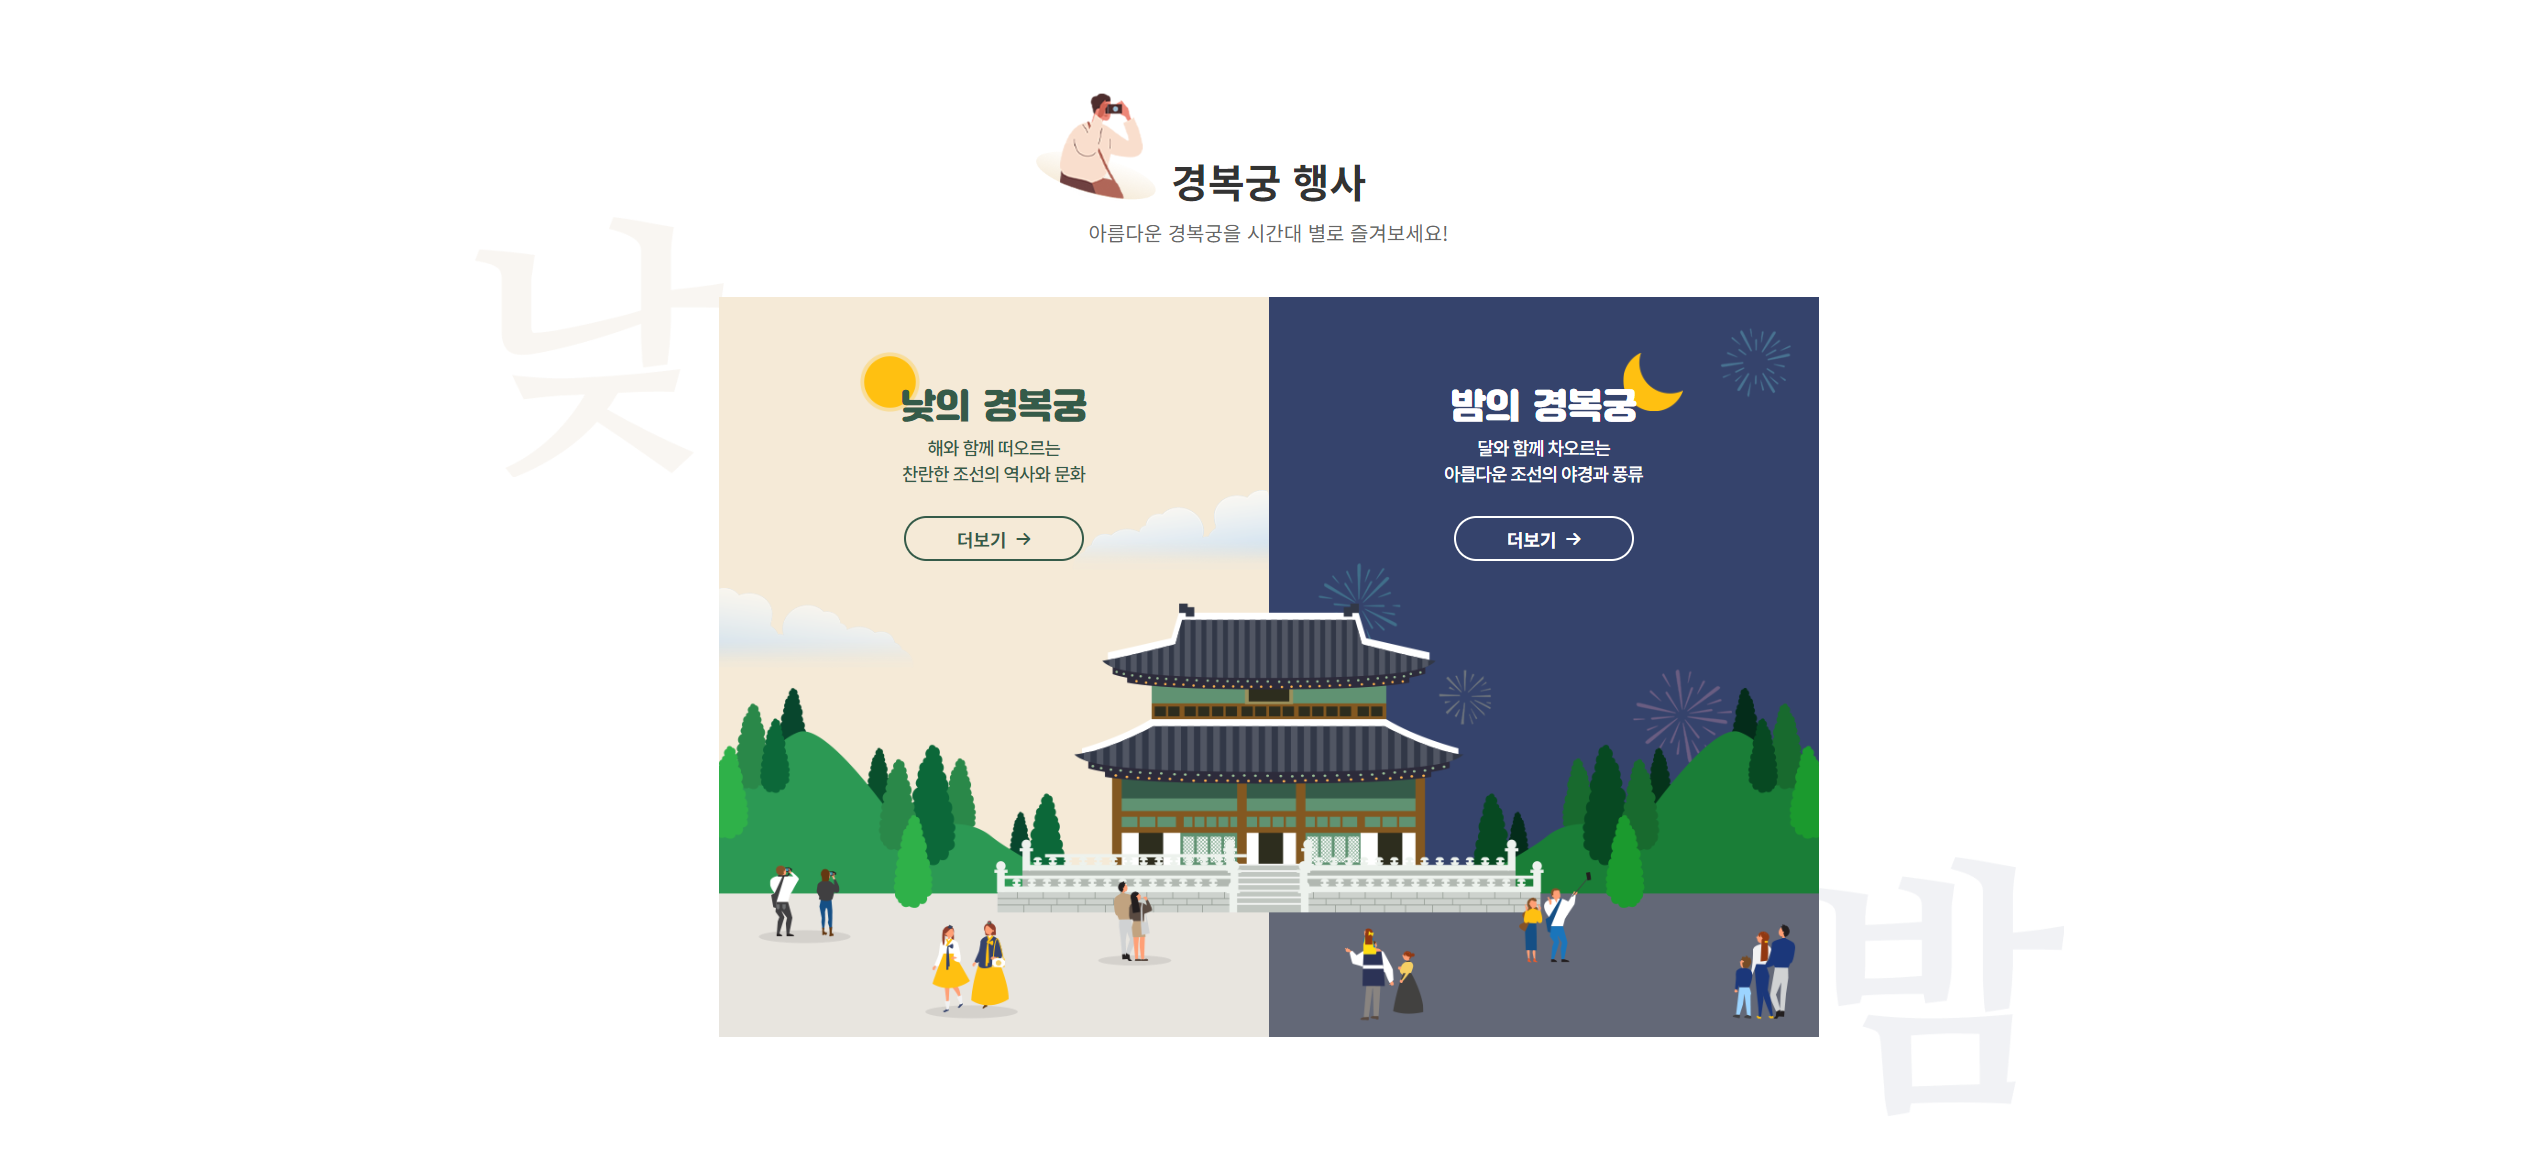 경복궁 행사
아름다운 경복궁을 시간대 별로 즐겨보세요!
낮
낮의 경복궁
해와 함께 떠오르는
찬란한 조선의 역사와 문화
더보기 →
밤의 경복궁
달와 함께 차오르는
아름다운 조선의 야경과 풍류
더보기 →
밤